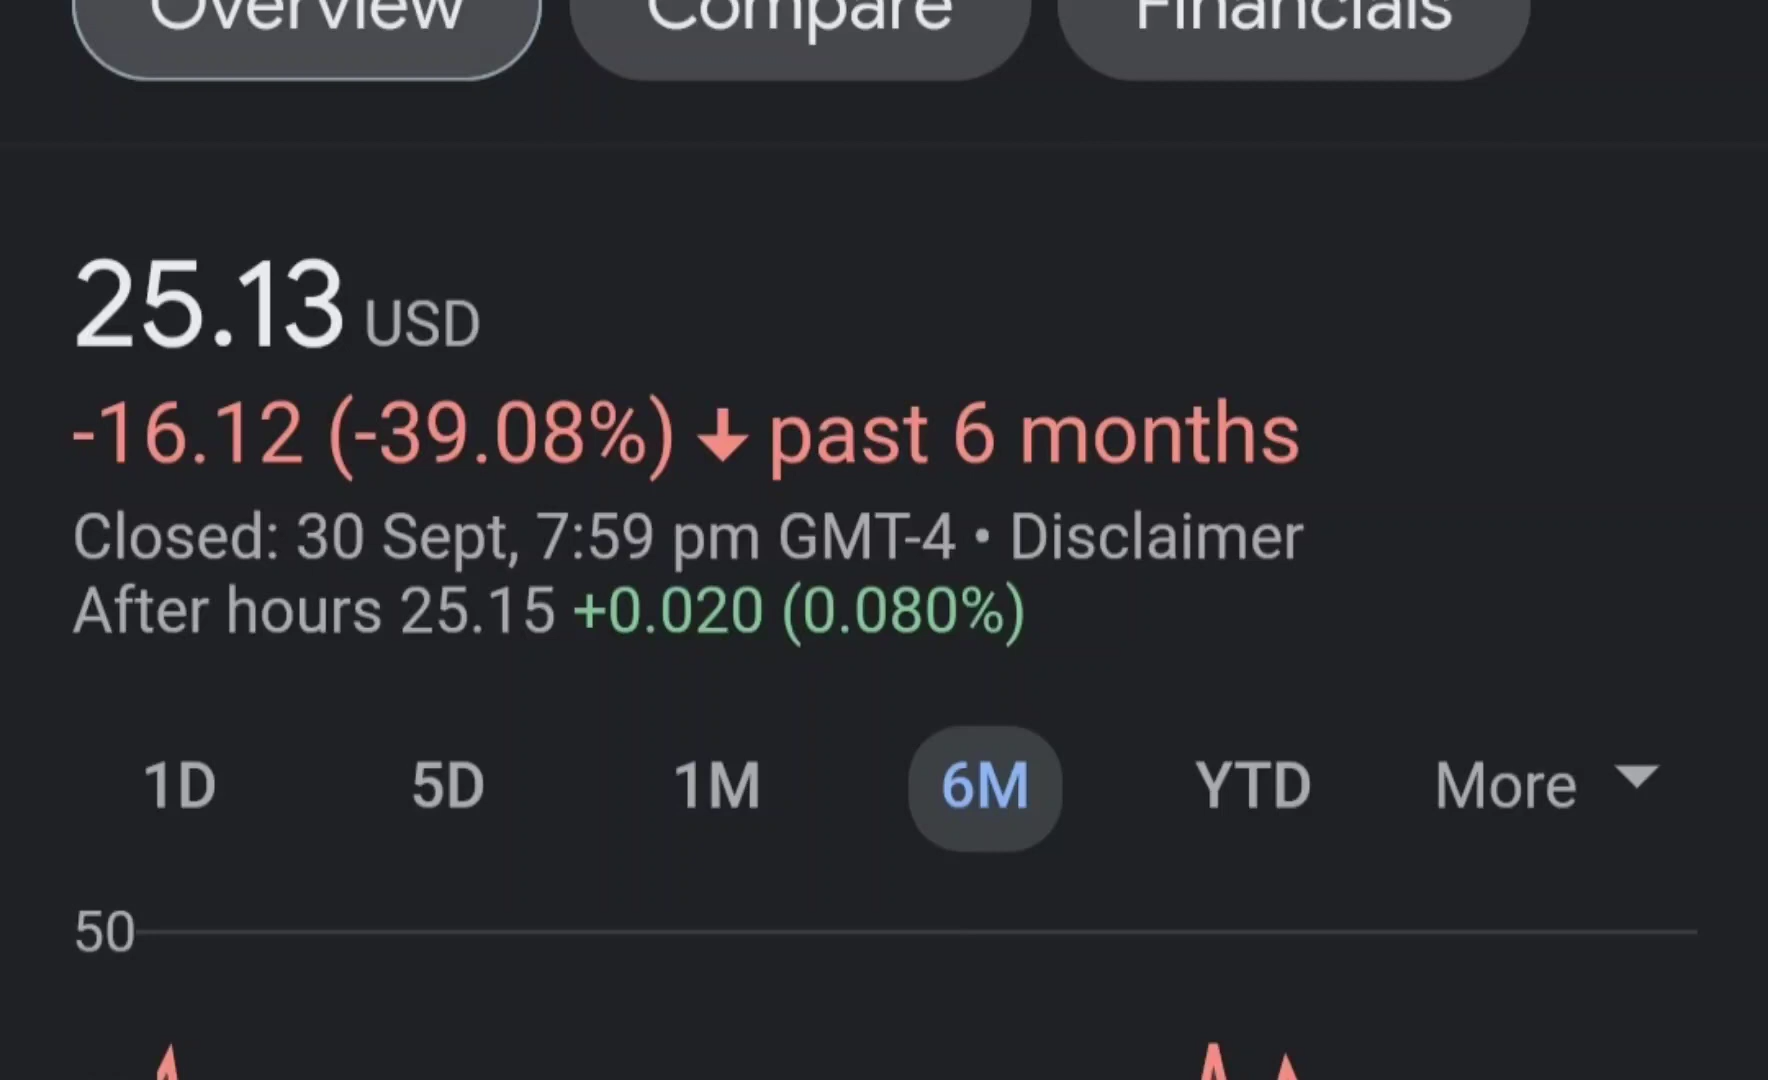 Overview Compare Financials
25.13 USD
-16.12 (-39.08%) ↓ past 6 months
Closed: 30 Sept, 7:59 pm GMT-4 • Disclaimer
After hours 25.15 +0.020 (0.080%)
1D 5D 1M 6M YTD More
50